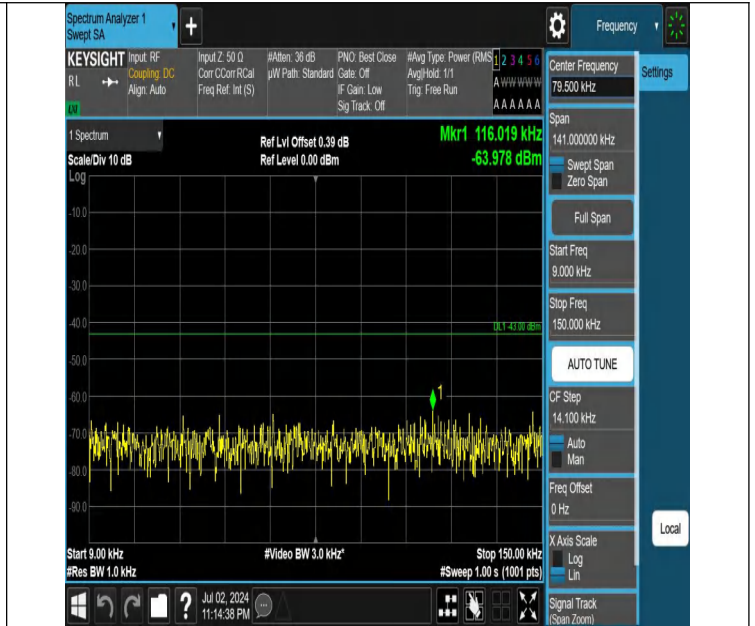 Spectrum Analyzer 1
Swept SA
+
Frequency
KEYSIGHT
RL
Input: RF
Coupling: DC
Align: Auto
Input Z: 50 Ω
Corr CCorr RCal
Freq Ref: Int (S)
#Atten: 36 dB
µW Path: Standard
PNO: Best Close
Gate: Off
IF Gain: Low
Sig Track: Off
#Avg Type: Power (RMS
Avg|Hold: 1/1
Trig: Free Run
1 2 3 4 5 6
A W W W W W
A A A A A A
1 Spectrum
Scale/Div 10 dB
Log
Ref Lvl Offset 0.39 dB
Ref Level 0.00 dBm
Mkr1 116.019 kHz
-63.978 dBm
-10.0
-20.0
-30.0
-40.0
DL1 -43.00 dBm
-50.0
-60.0
1
-70.0
-80.0
-90.0
Start 9.00 kHz
#Res BW 1.0 kHz
#Video BW 3.0 kHz*
Stop 150.00 kHz
#Sweep 1.00 s (1001 pts)
?
Jul 02, 2024
11:14:38 PM
Center Frequency
79.500 kHz
Settings
Span
141.000000 kHz
Swept Span
Zero Span
Full Span
Start Freq
9.000 kHz
Stop Freq
150.000 kHz
AUTO TUNE
CF Step
14.100 kHz
Auto
Man
Freq Offset
0 Hz
Local
X Axis Scale
Log
Lin
Signal Track
(Span Zoom)